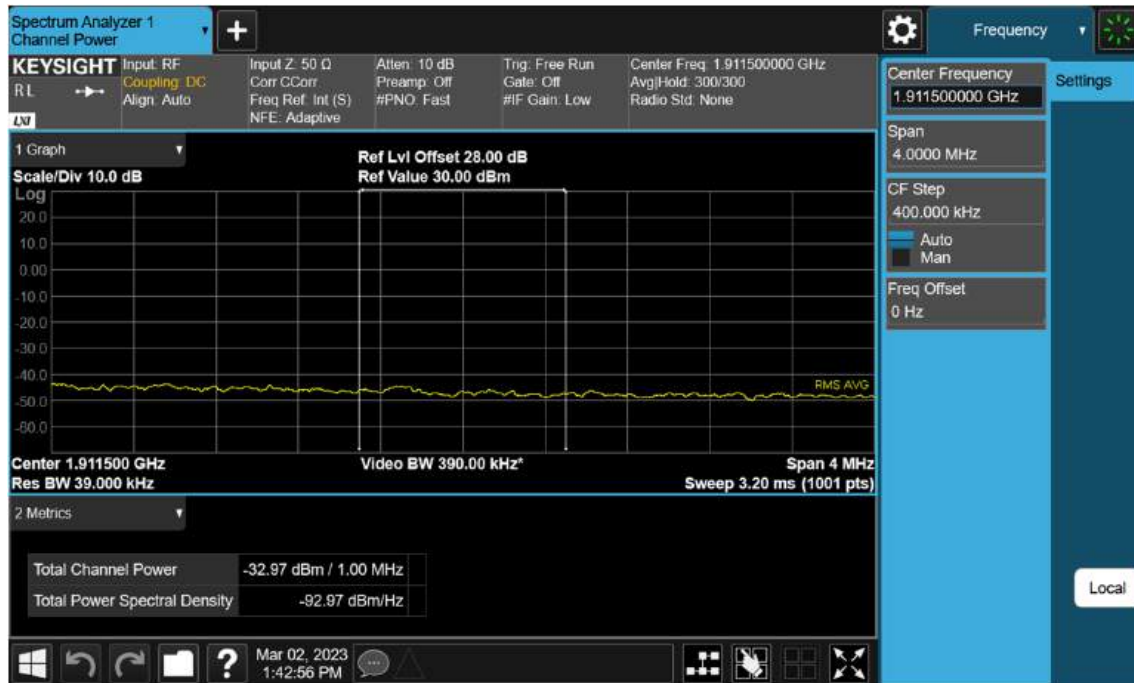 Spectrum Analyzer 1
Channel Power
Frequency
KEYSIGHT
RL
LXI
Input: RF
Coupling: DC
Align: Auto
Input Z: 50 Ω
Corr CCorr
Freq Ref: Int (S)
NFE: Adaptive
Atten: 10 dB
Preamp: Off
#PNO: Fast
Trig: Free Run
Gate: Off
#IF Gain: Low
Center Freq: 1.911500000 GHz
Avg|Hold: 300/300
Radio Std: None
Center Frequency
1.911500000 GHz
Settings
Span
4.0000 MHz
CF Step
400.000 kHz
Auto
Man
Freq Offset
0 Hz
Local
1 Graph
Scale/Div 10.0 dB
Ref Lvl Offset 28.00 dB
Ref Value 30.00 dBm
Log
20.0
10.0
0.00
-10.0
-20.0
-30.0
-40.0
-50.0
-60.0
RMS AVG
Center 1.911500 GHz
Video BW 390.00 kHz*
Span 4 MHz
Res BW 39.000 kHz
Sweep 3.20 ms (1001 pts)
2 Metrics
Total Channel Power
-32.97 dBm / 1.00 MHz
Total Power Spectral Density
-92.97 dBm/Hz
?
Mar 02, 2023
1:42:56 PM